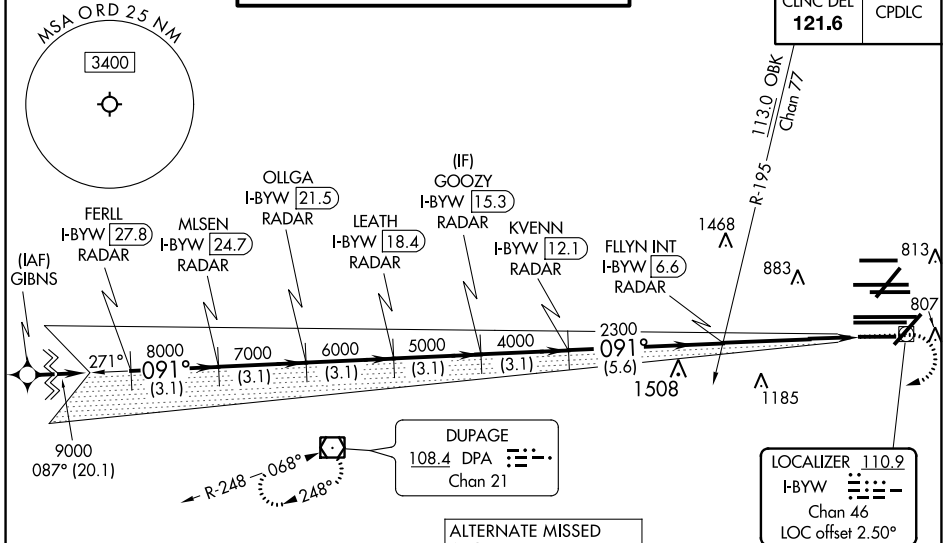 CLNC DEL
121.6
CPDLC
MSA ORD 25 NM
3400
113.0 OBK
Chan 77
R-195
(IAF)
GIBNS
FERLL
I-BYW 27.8
RADAR
MLSEN
I-BYW 24.7
RADAR
OLLGA
I-BYW 21.5
RADAR
LEATH
I-BYW 18.4
RADAR
(IF)
GOOZY
I-BYW 15.3
RADAR
KVENN
I-BYW 12.1
RADAR
FLLYN INT
I-BYW 6.6
RADAR
1468
883
813
807
271°
8000
091°
(3.1)
7000
(3.1)
6000
(3.1)
5000
(3.1)
4000
(3.1)
2300
091°
(5.6)
1508
1185
9000
087° (20.1)
R-248
068°
248°
DUPAGE
108.4 DPA
Chan 21
LOCALIZER 110.9
I-BYW
Chan 46
LOC offset 2.50°
ALTERNATE MISSED